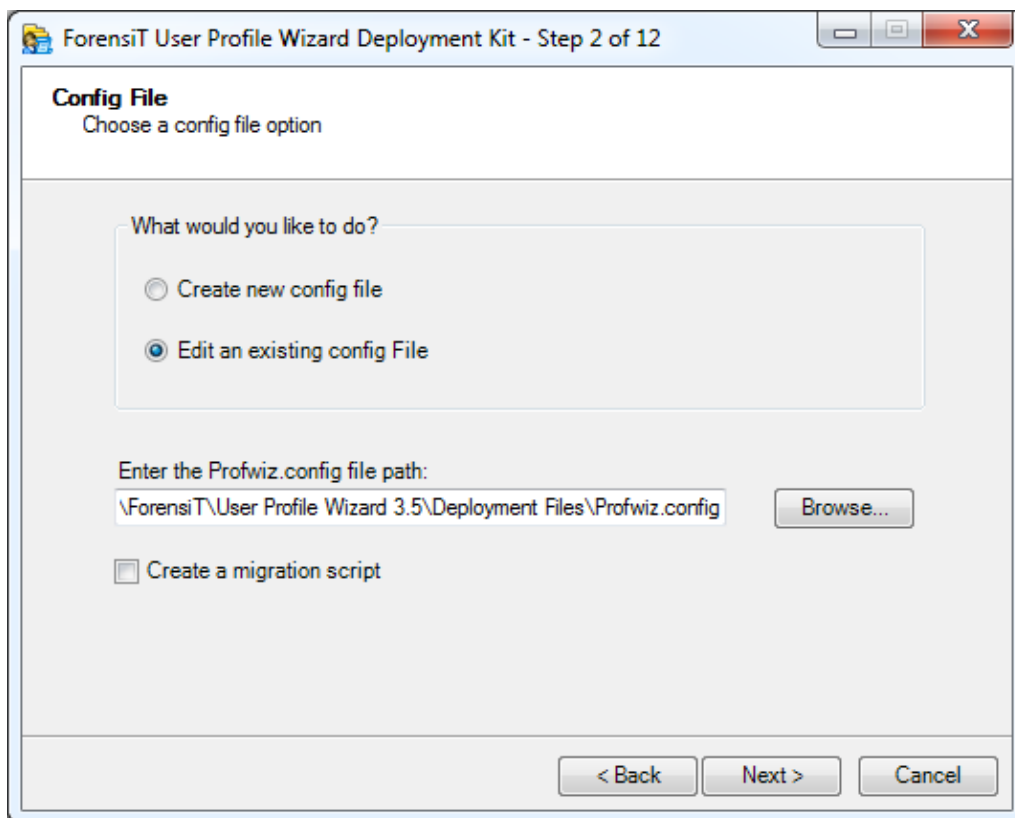 ForensiT User Profile Wizard Deployment Kit - Step 2 of 12
Config File
Choose a config file option
What would you like to do?
Create new config file
Edit an existing config File
Enter the Profwiz.config file path:
\ForensiT\User Profile Wizard 3.5\Deployment Files\Profwiz.config
Browse...
Create a migration script
< Back
Next >
Cancel